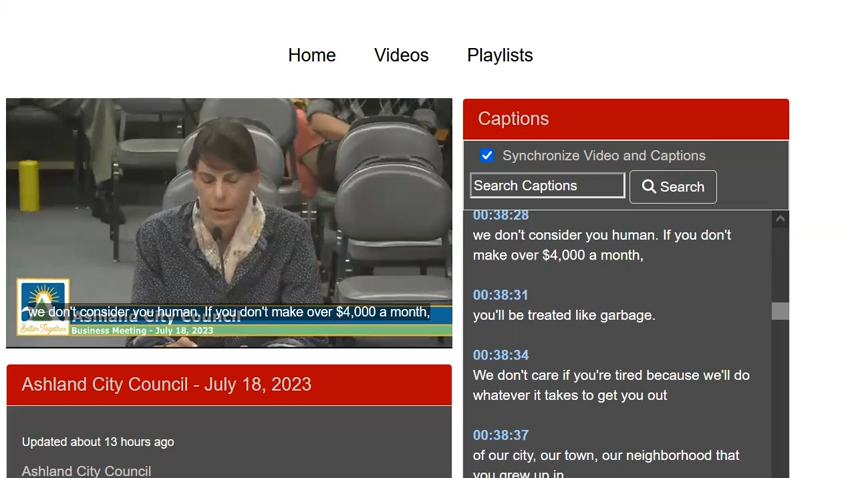 Home Videos Playlists
we don't consider you human. If you don't make over $4,000 a month,
Ashland City Council
Better Together
Business Meeting - July 18, 2023
Ashland City Council - July 18, 2023
Updated about 13 hours ago
Ashland City Council
Captions
Synchronize Video and Captions
Search Captions
Search
00:38:28
we don't consider you human. If you don't
make over $4,000 a month,
00:38:31
you'll be treated like garbage.
00:38:34
We don't care if you're tired because we'll do
whatever it takes to get you out
00:38:37
of our city, our town, our neighborhood that
you grew up in